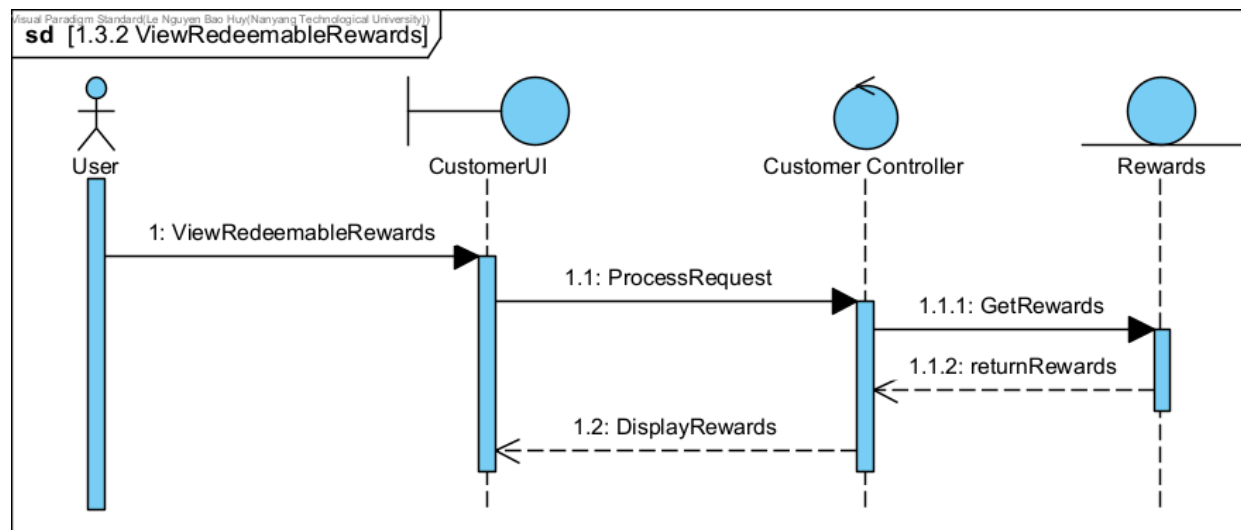 Visual Paradigm Standard(Le Nguyen Bao Huy(Nanyang Technological University))
sd [1.3.2 ViewRedeemableRewards]
User
CustomerUI
Customer Controller
Rewards
1: ViewRedeemableRewards
1.1: ProcessRequest
1.1.1: GetRewards
1.1.2: returnRewards
1.2: DisplayRewards